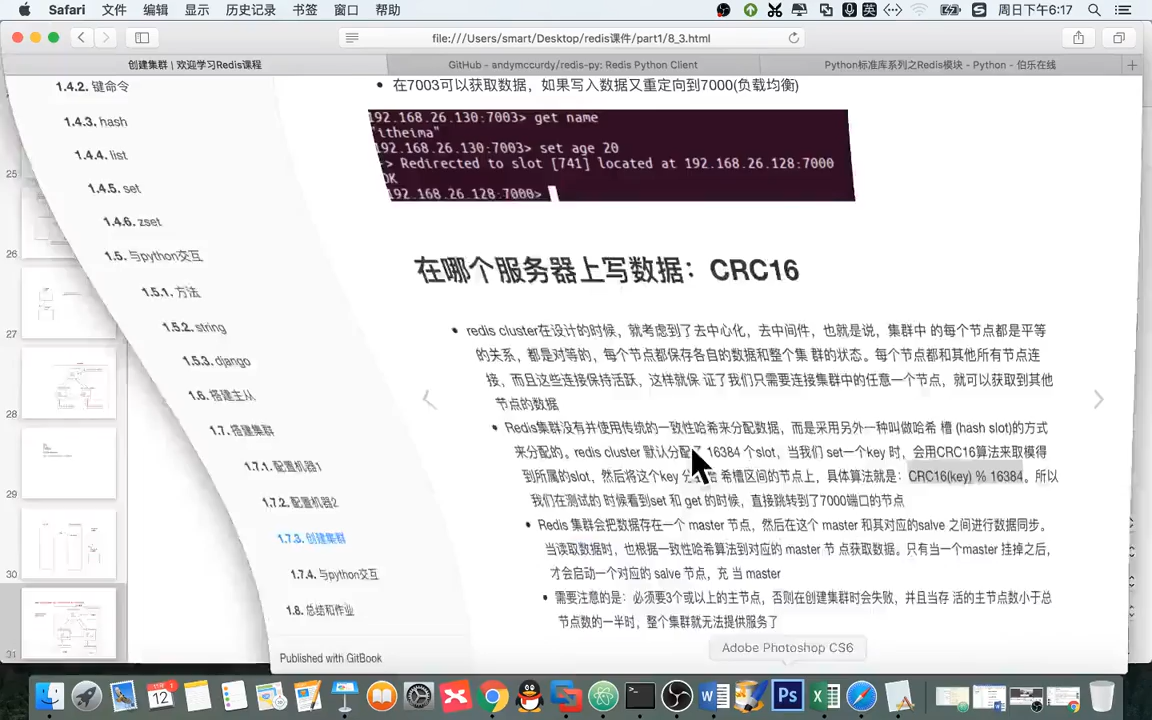 Safari 文件 编辑 显示 历史记录 书签 窗口 帮助
英 周日下午6:17
file:///Users/smart/Desktop/redis课件/part1/8_3.html
创建集群 | 欢迎学习Redis课程
GitHub - andymccurdy/redis-py: Redis Python Client
Python标准库系列之Redis模块 - Python - 伯乐在线
1.4.2. 键命令
1.4.3. hash
1.4.4. list
1.4.5. set
1.4.6. zset
1.5. 与python交互
1.5.1. 方法
1.5.2. string
1.5.3. django
1.6. 搭建主从
1.7. 搭建集群
1.7.1. 配置机器1
1.7.2. 配置机器2
1.7.3. 创建集群
1.7.4. 与python交互
1.8. 总结和作业
Published with GitBook
25
26
27
28
29
30
31
在7003可以获取数据，如果写入数据又重定向到7000(负载均衡)
192.168.26.130:7003> get name
"itheima"
192.168.26.130:7003> set age 20
-> Redirected to slot [741] located at 192.168.26.128:7000
OK
192.168.26.128:7000>
在哪个服务器上写数据：CRC16
redis cluster在设计的时候，就考虑到了去中心化，去中间件，也就是说，集群中 的每个节点都是平等
的关系，都是对等的，每个节点都保存各自的数据和整个集 群的状态。每个节点都和其他所有节点连
接，而且这些连接保持活跃，这样就保 证了我们只需要连接集群中的任意一个节点，就可以获取到其他
节点的数据
Redis集群没有并使用传统的一致性哈希来分配数据，而是采用另外一种叫做哈希 槽 (hash slot)的方式
来分配的。redis cluster 默认分配了 16384 个slot，当我们 set一个key 时，会用CRC16算法来取模得
到所属的slot，然后将这个key 分 哈 希槽区间的节点上，具体算法就是：CRC16(key) % 16384。所以
我们在测试的 时候看到set 和 get 的时候，直接跳转到了7000端口的节点
Redis 集群会把数据存在一个 master 节点，然后在这个 master 和其对应的salve 之间进行数据同步。
当读取数据时，也根据一致性哈希算法到对应的 master 节 点获取数据。只有当一个master 挂掉之后，
才会启动一个对应的 salve 节点，充 当 master
需要注意的是：必须要3个或以上的主节点，否则在创建集群时会失败，并且当存 活的主节点数小于总
节点数的一半时，整个集群就无法提供服务了
Adobe Photoshop CS6